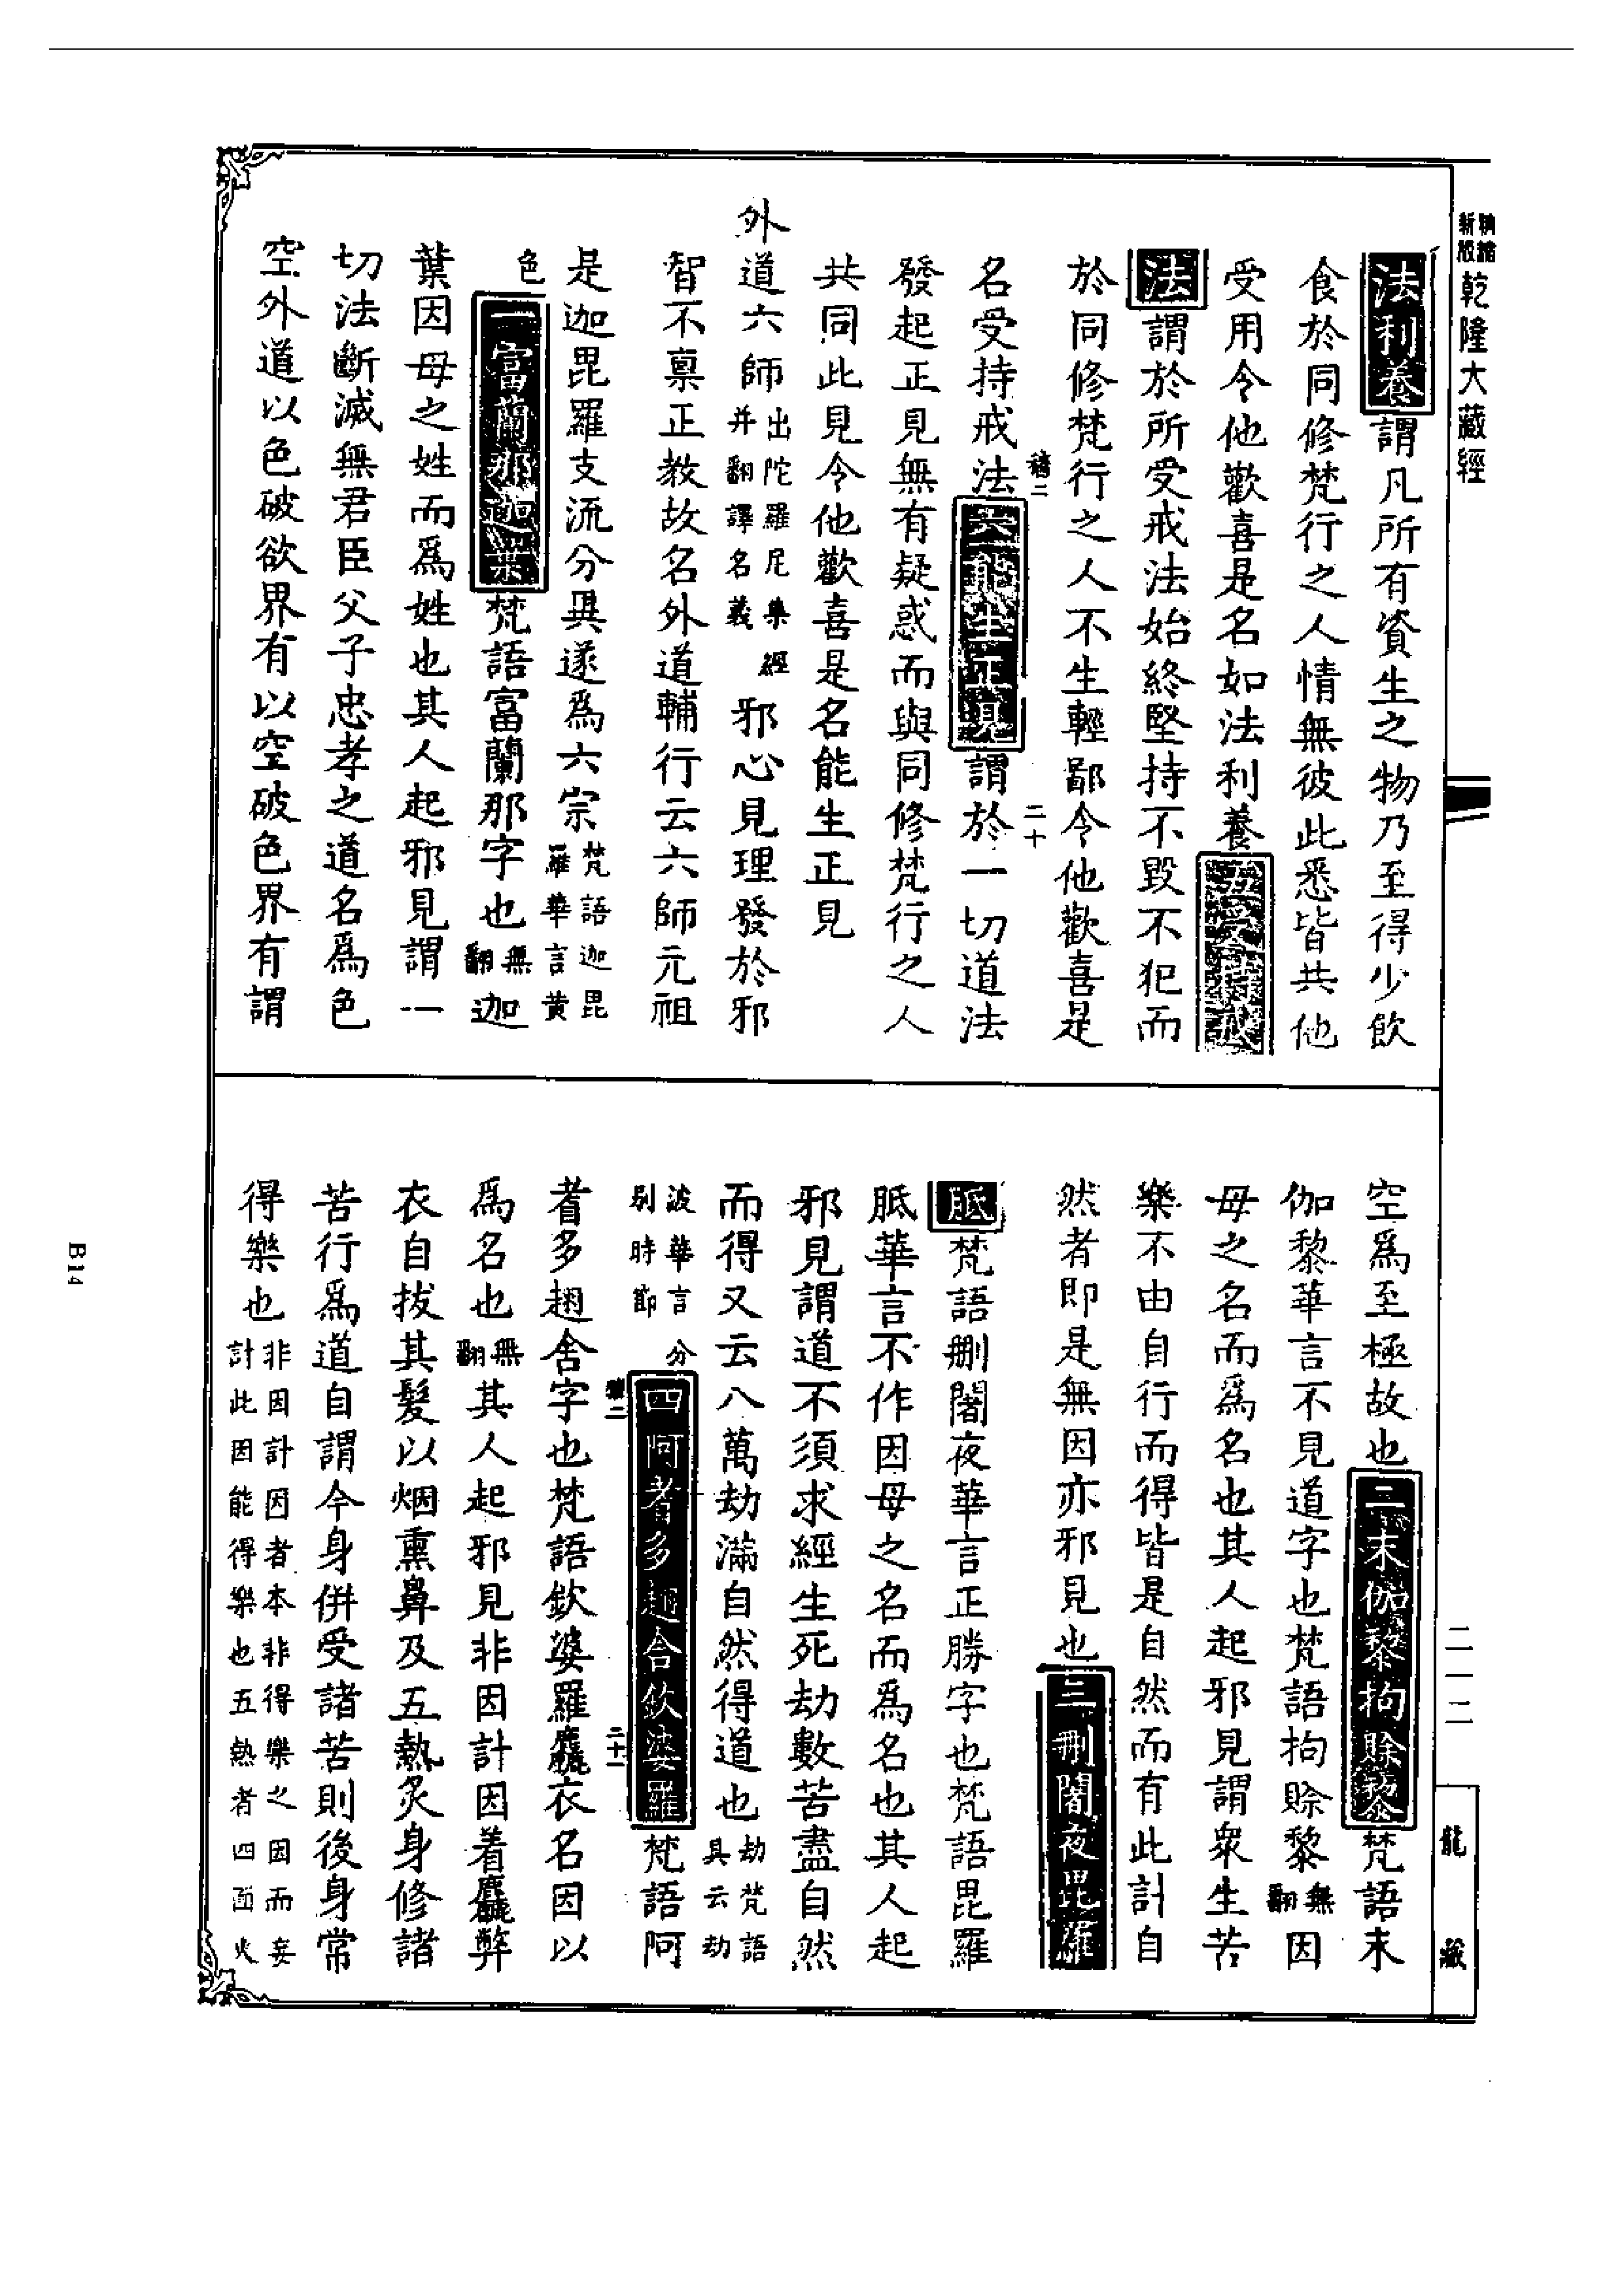 新版精縮乾隆大藏經
法利養謂凡所有資生之物乃至得少飲
食於同修梵行之人情無彼此悉皆共他
受用令他歡喜是名如法利養五受持戒
法謂於所受戒法始終堅持不毀不犯而
於同修梵行之人不生輕鄙令他歡喜是
二十
名受持戒法六能生正見謂於一切道法
發起正見無有疑惑而與同修梵行之人
共同此見令他歡喜是名能生正見
外道六師出陀羅尼集經并翻譯名義邪心見理發於邪
智不稟正教故名外道輔行云六師元祖
是迦毘羅支流分異遂為六宗梵語迦毘羅華言黃
色一富蘭那迦葉梵語富蘭那字也無翻迦
葉因母之姓而為姓也其人起邪見謂一
切法斷滅無君臣父子忠孝之道名為色
空外道以色破欲界有以空破色界有謂
二一二
龍藏
空為至極故也二末伽黎拘賖黎梵語末
伽黎華言不見道字也梵語拘賖黎無翻因
母之名而為名也其人起邪見謂眾生苦
樂不由自行而得皆是自然而有此計自
然者即是無因亦邪見也三刪闍夜毘羅
胝梵語刪闍夜華言正勝字也梵語毘羅
胝華言不作因母之名而為名也其人起
邪見謂道不須求經生死劫數苦盡自然
而得又云八萬劫滿自然得道也劫梵語具云劫
波華言分別時節四阿耆多翅舍欽婆羅梵語阿
二十一
耆多翅舍字也梵語欽婆羅麤衣名因以
為名也無翻其人起邪見非因計因着麤弊
衣自拔其髮以烟熏鼻及五熱炙身修諸
苦行為道自謂今身併受諸苦則後身常
得樂也非因計因者本非得樂之因而妄計此因能得樂也五熱者四面火
B14